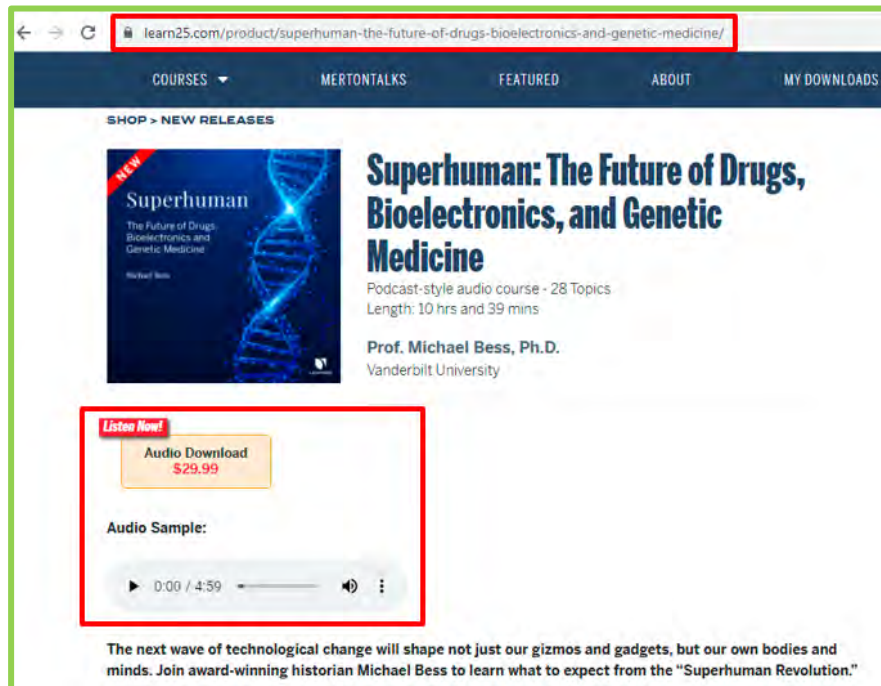 learn25.com/product/superhuman-the-future-of-drugs-bioelectronics-and-genetic-medicine/
COURSES MERTONTALKS FEATURED ABOUT MY DOWNLOADS
SHOP > NEW RELEASES
NEW
Superhuman
The Future of Drugs,
Bioelectronics and
Genetic Medicine
Michael Bess
Superhuman: The Future of Drugs,
Bioelectronics, and Genetic
Medicine
Podcast-style audio course - 28 Topics
Length: 10 hrs and 39 mins
Prof. Michael Bess, Ph.D.
Vanderbilt University
Listen Now!
Audio Download
$29.99
Audio Sample:
0:00 / 4:59
The next wave of technological change will shape not just our gizmos and gadgets, but our own bodies and
minds. Join award-winning historian Michael Bess to learn what to expect from the “Superhuman Revolution.”